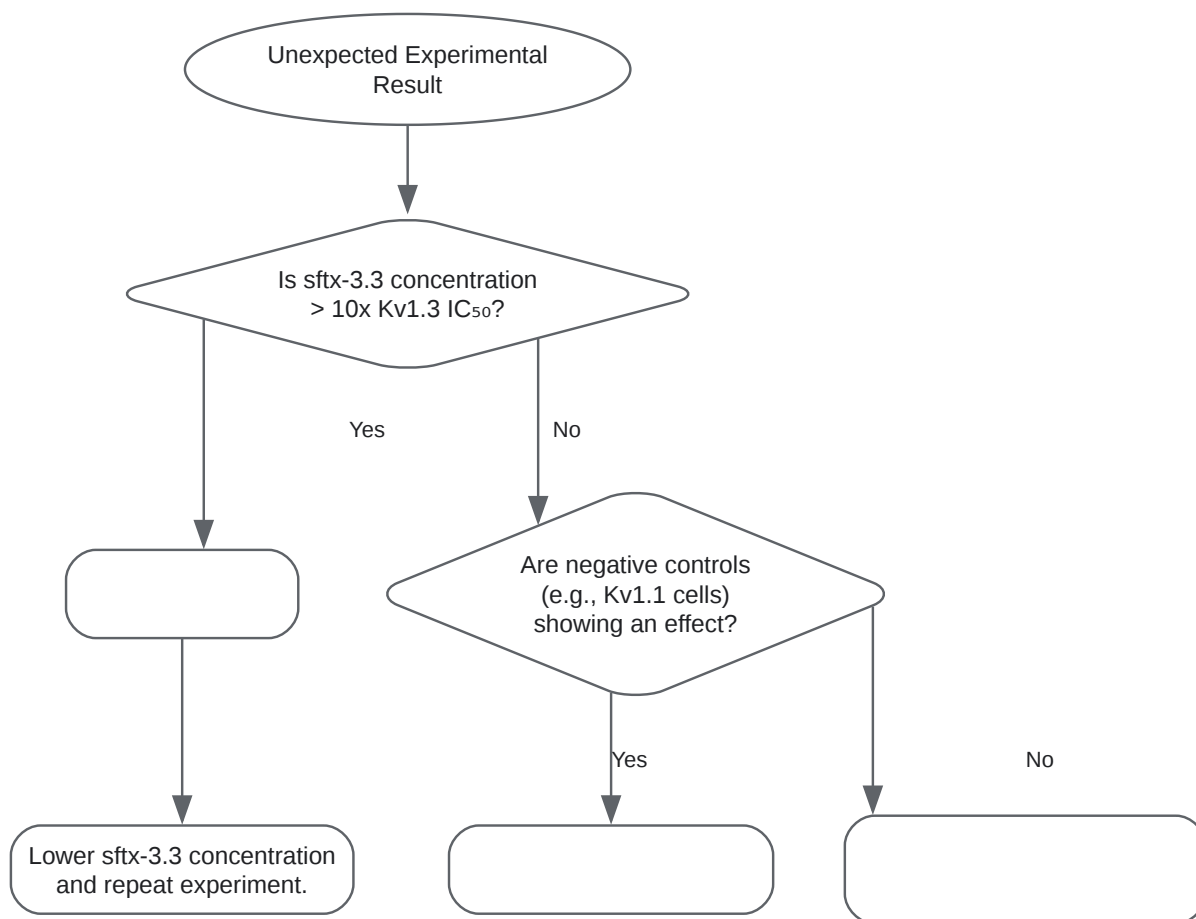 Unexpected Experimental
Result
Is sftx-3.3 concentration
> 10x Kv1.3 IC₅₀?
Yes
No
Are negative controls
(e.g., Kv1.1 cells)
showing an effect?
Yes
No
Lower sftx-3.3 concentration
and repeat experiment.